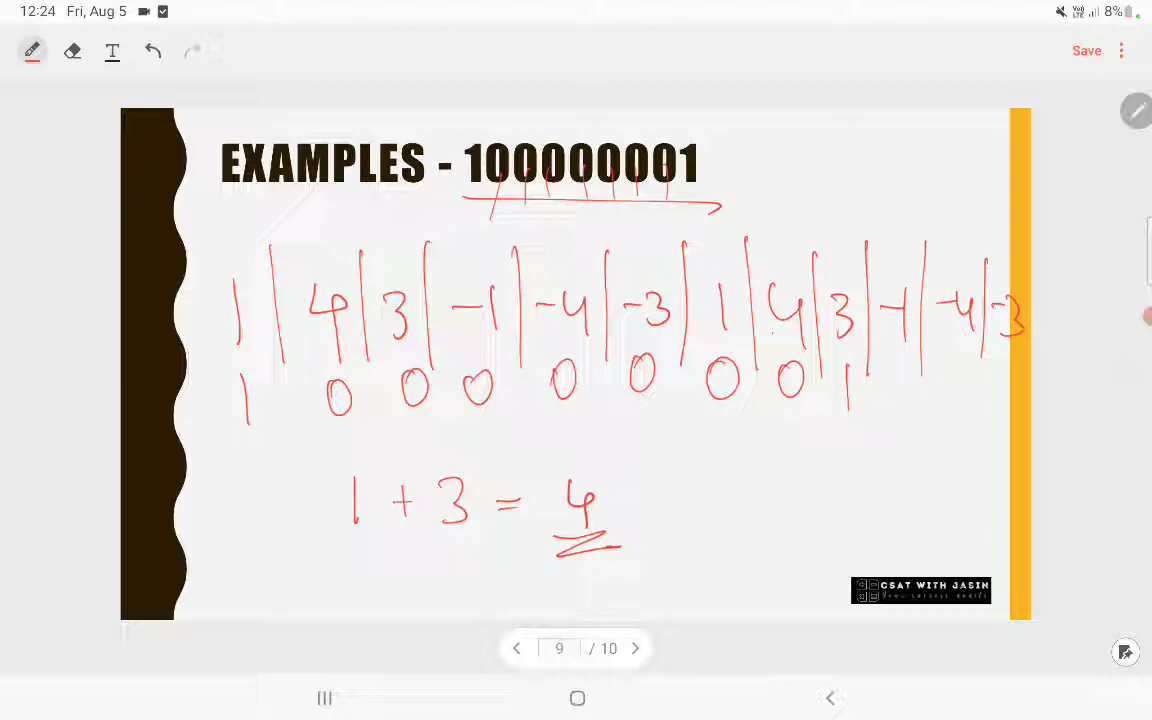 12:24 Fri, Aug 5 8%
T Save
EXAMPLES - 100000001
1 | 4 | 3 | -1 | -4 | -3 | 1 | 4 | 3 | -1 | -4 | -3
1 0 0 0 0 0 0 0 1
1 + 3 = 4
CSAT WITH JASIM
9 / 10